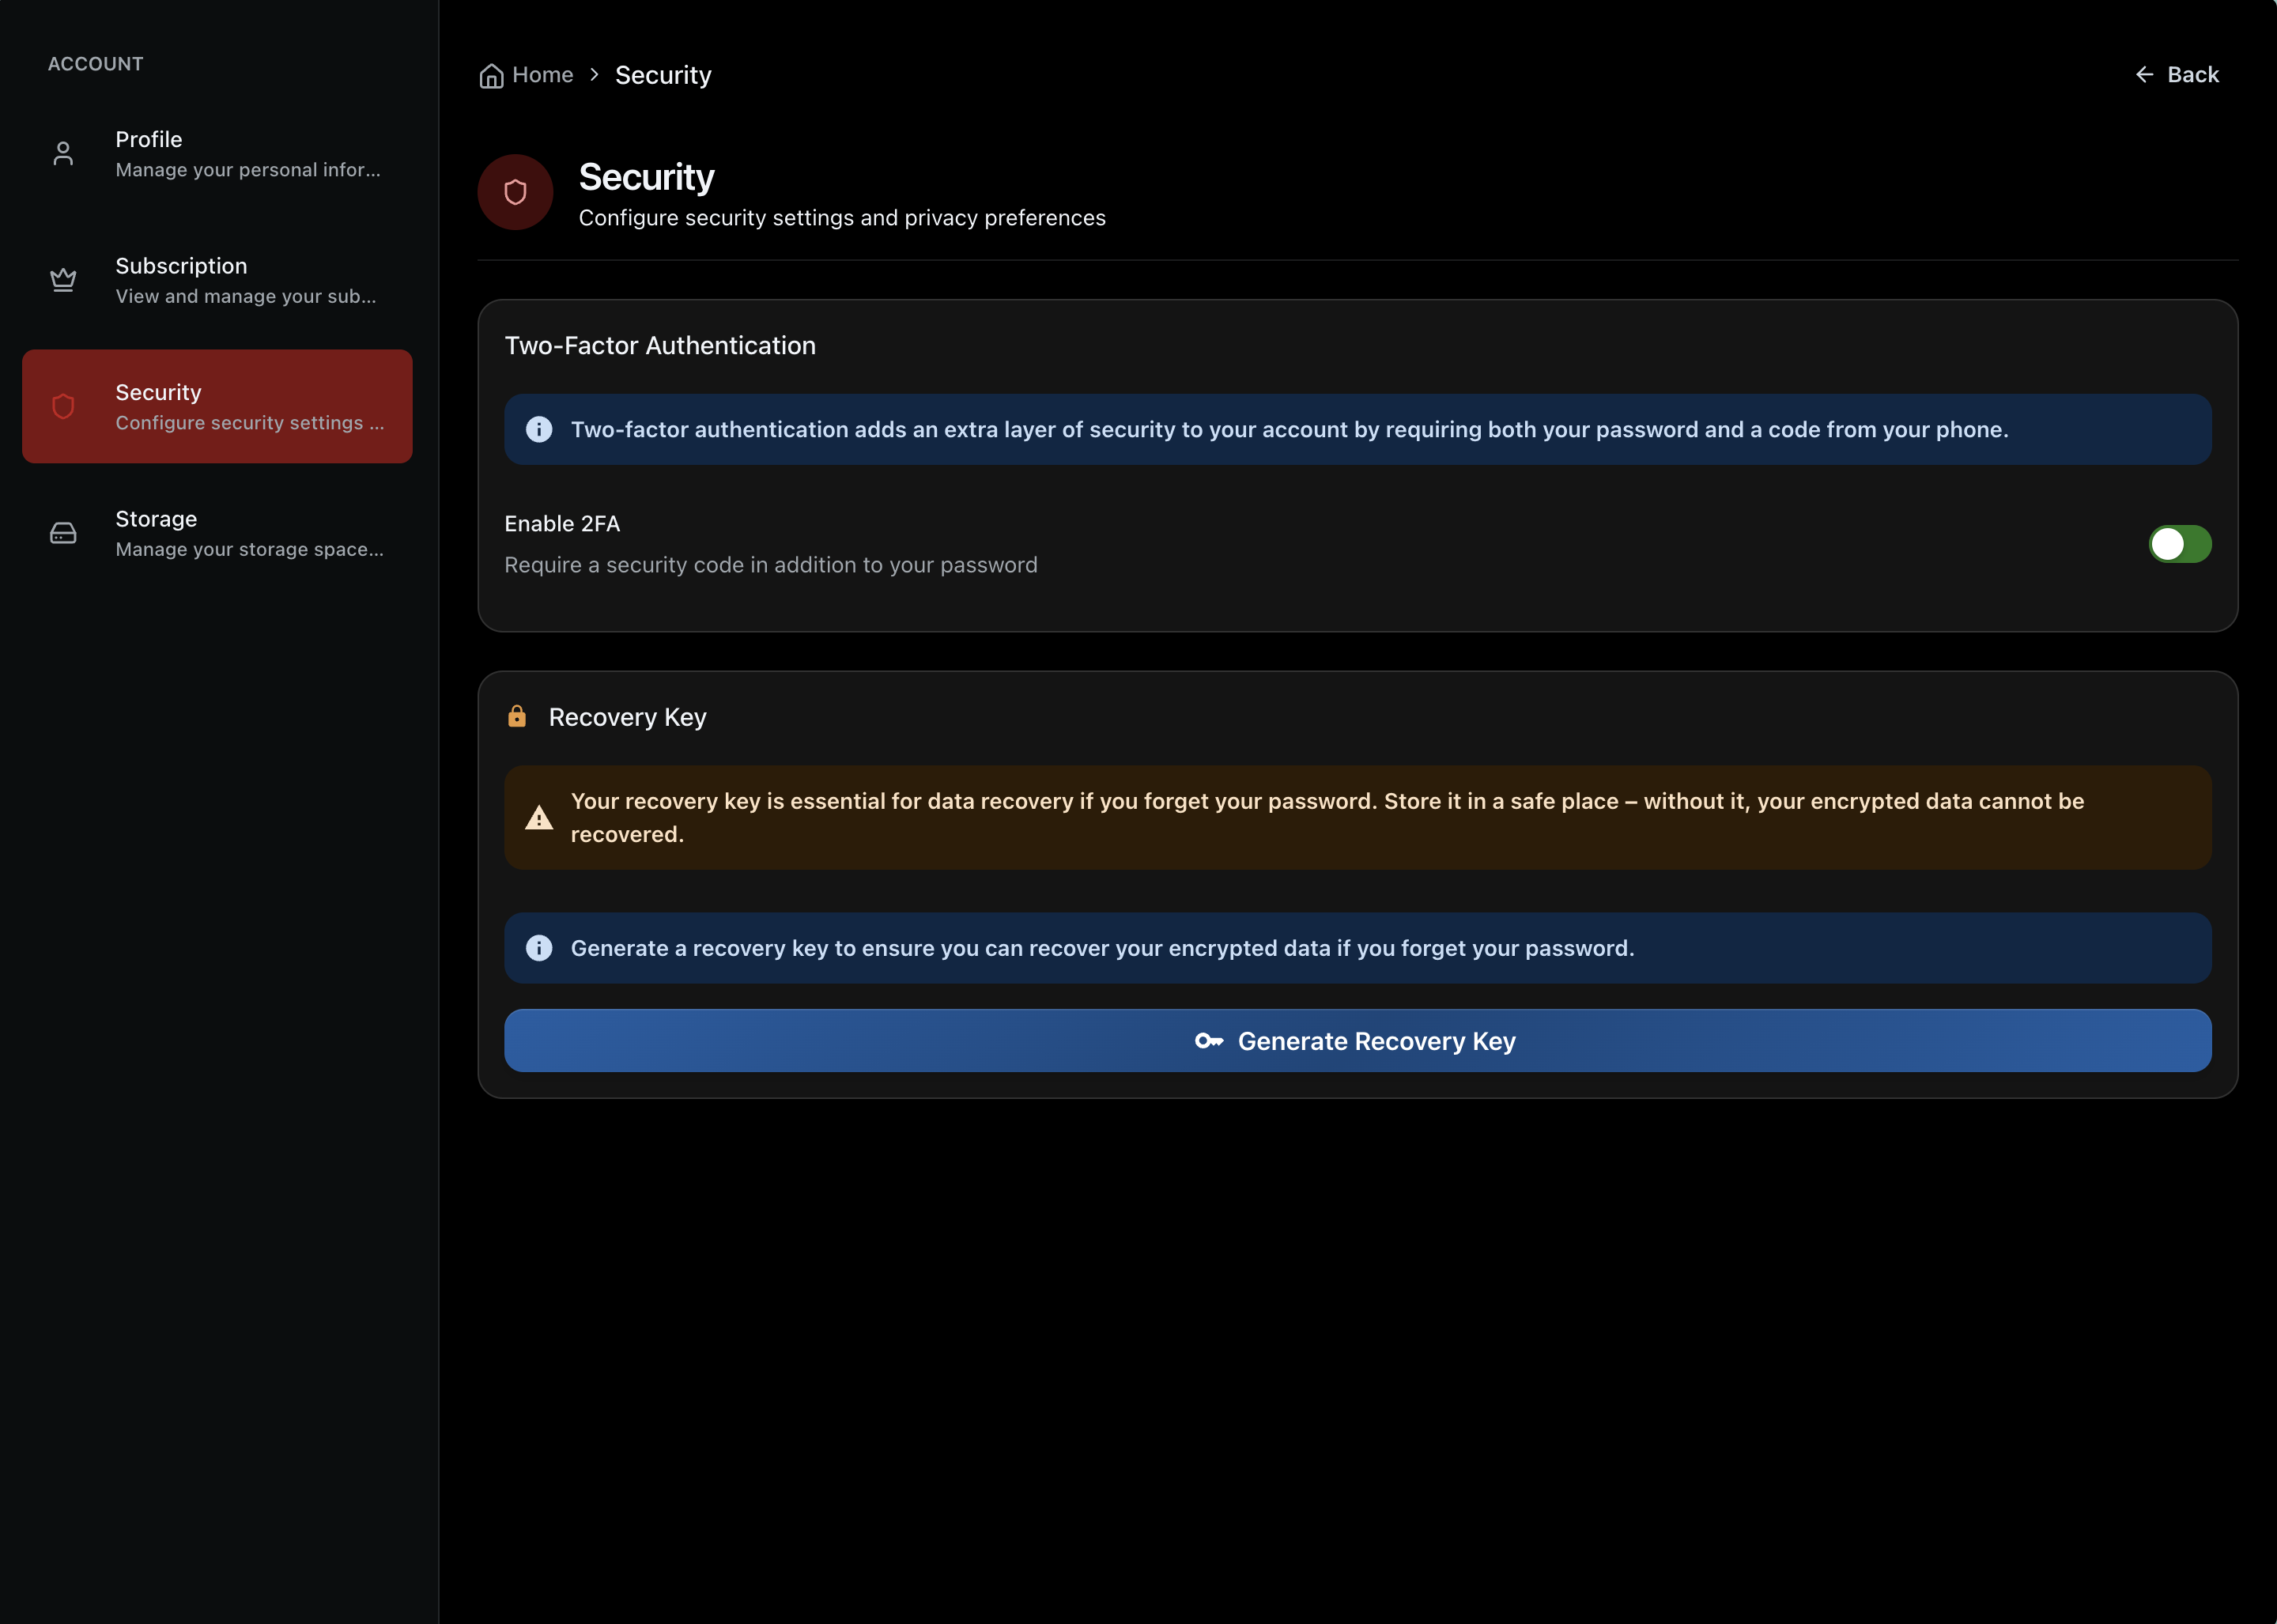 ACCOUNT
Profile
Manage your personal infor...
Subscription
View and manage your sub...
Security
Configure security settings ...
Storage
Manage your storage space...
Home > Security
Back
Security
Configure security settings and privacy preferences
Two-Factor Authentication
Two-factor authentication adds an extra layer of security to your account by requiring both your password and a code from your phone.
Enable 2FA
Require a security code in addition to your password
Recovery Key
Your recovery key is essential for data recovery if you forget your password. Store it in a safe place – without it, your encrypted data cannot be
recovered.
Generate a recovery key to ensure you can recover your encrypted data if you forget your password.
Generate Recovery Key